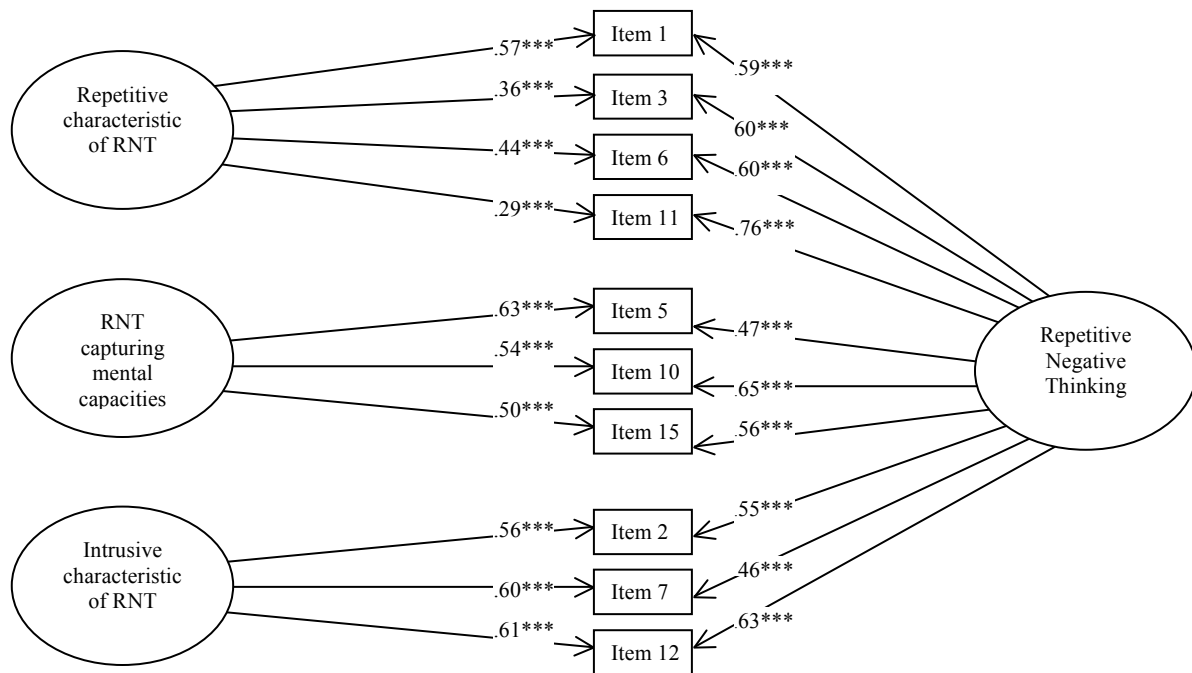 Repetitive
characteristic
of RNT
.57***
.36***
.44***
.29***
Item 1
Item 3
Item 6
Item 11
.59***
60***
.60***
.76***
RNT
capturing
mental
capacities
.63***
.54***
.50***
Item 5
Item 10
Item 15
.47***
.65***
.56***
Intrusive
characteristic
of RNT
.56***
.60***
.61***
Item 2
Item 7
Item 12
.55***
.46***
.63***
Repetitive
Negative
Thinking